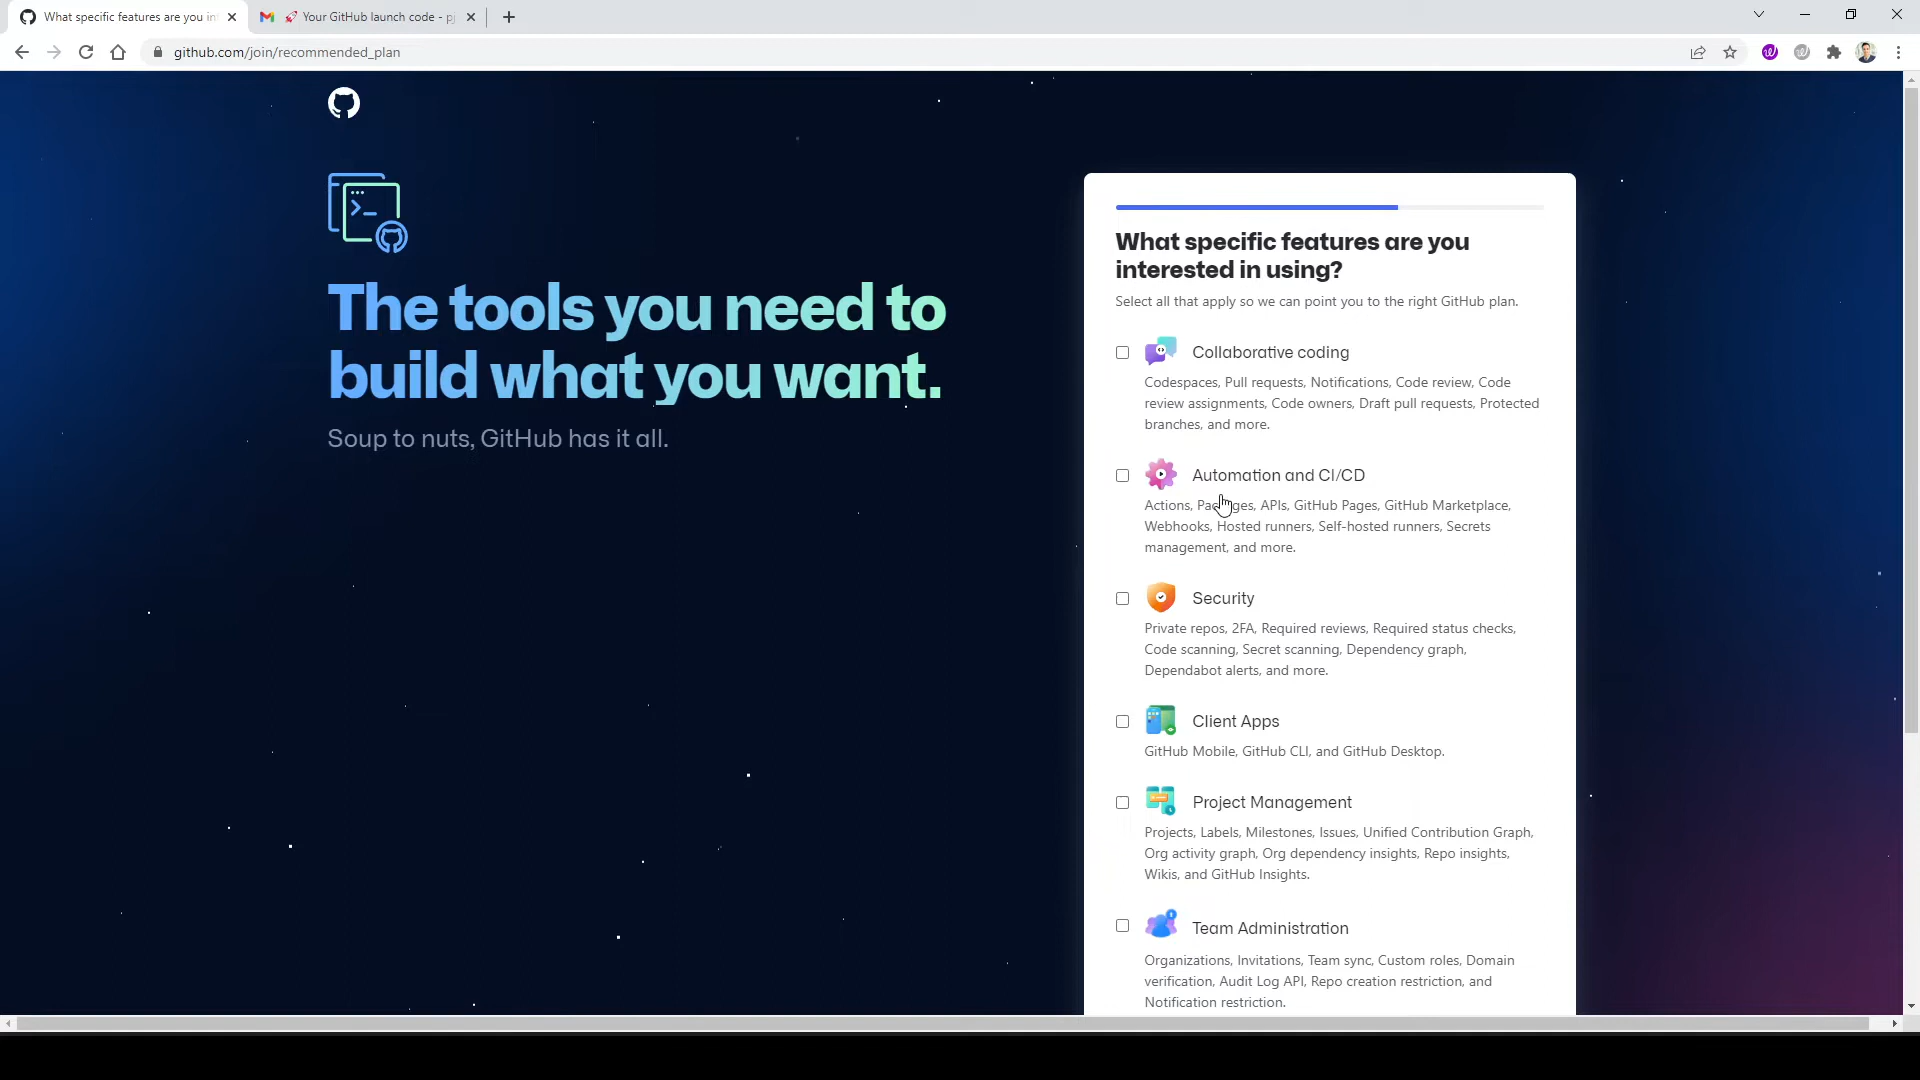 What specific features are you in
Your GitHub launch code - p
github.com/join/recommended_plan
The tools you need to
build what you want.
Soup to nuts, GitHub has it all.
What specific features are you
interested in using?
Select all that apply so we can point you to the right GitHub plan.
Collaborative coding
Codespaces, Pull requests, Notifications, Code review, Code
review assignments, Code owners, Draft pull requests, Protected
branches, and more.
Automation and CI/CD
Actions, Packages, APIs, GitHub Pages, GitHub Marketplace,
Webhooks, Hosted runners, Self-hosted runners, Secrets
management, and more.
Security
Private repos, 2FA, Required reviews, Required status checks,
Code scanning, Secret scanning, Dependency graph,
Dependabot alerts, and more.
Client Apps
GitHub Mobile, GitHub CLI, and GitHub Desktop.
Project Management
Projects, Labels, Milestones, Issues, Unified Contribution Graph,
Org activity graph, Org dependency insights, Repo insights,
Wikis, and GitHub Insights.
Team Administration
Organizations, Invitations, Team sync, Custom roles, Domain
verification, Audit Log API, Repo creation restriction, and
Notification restriction.